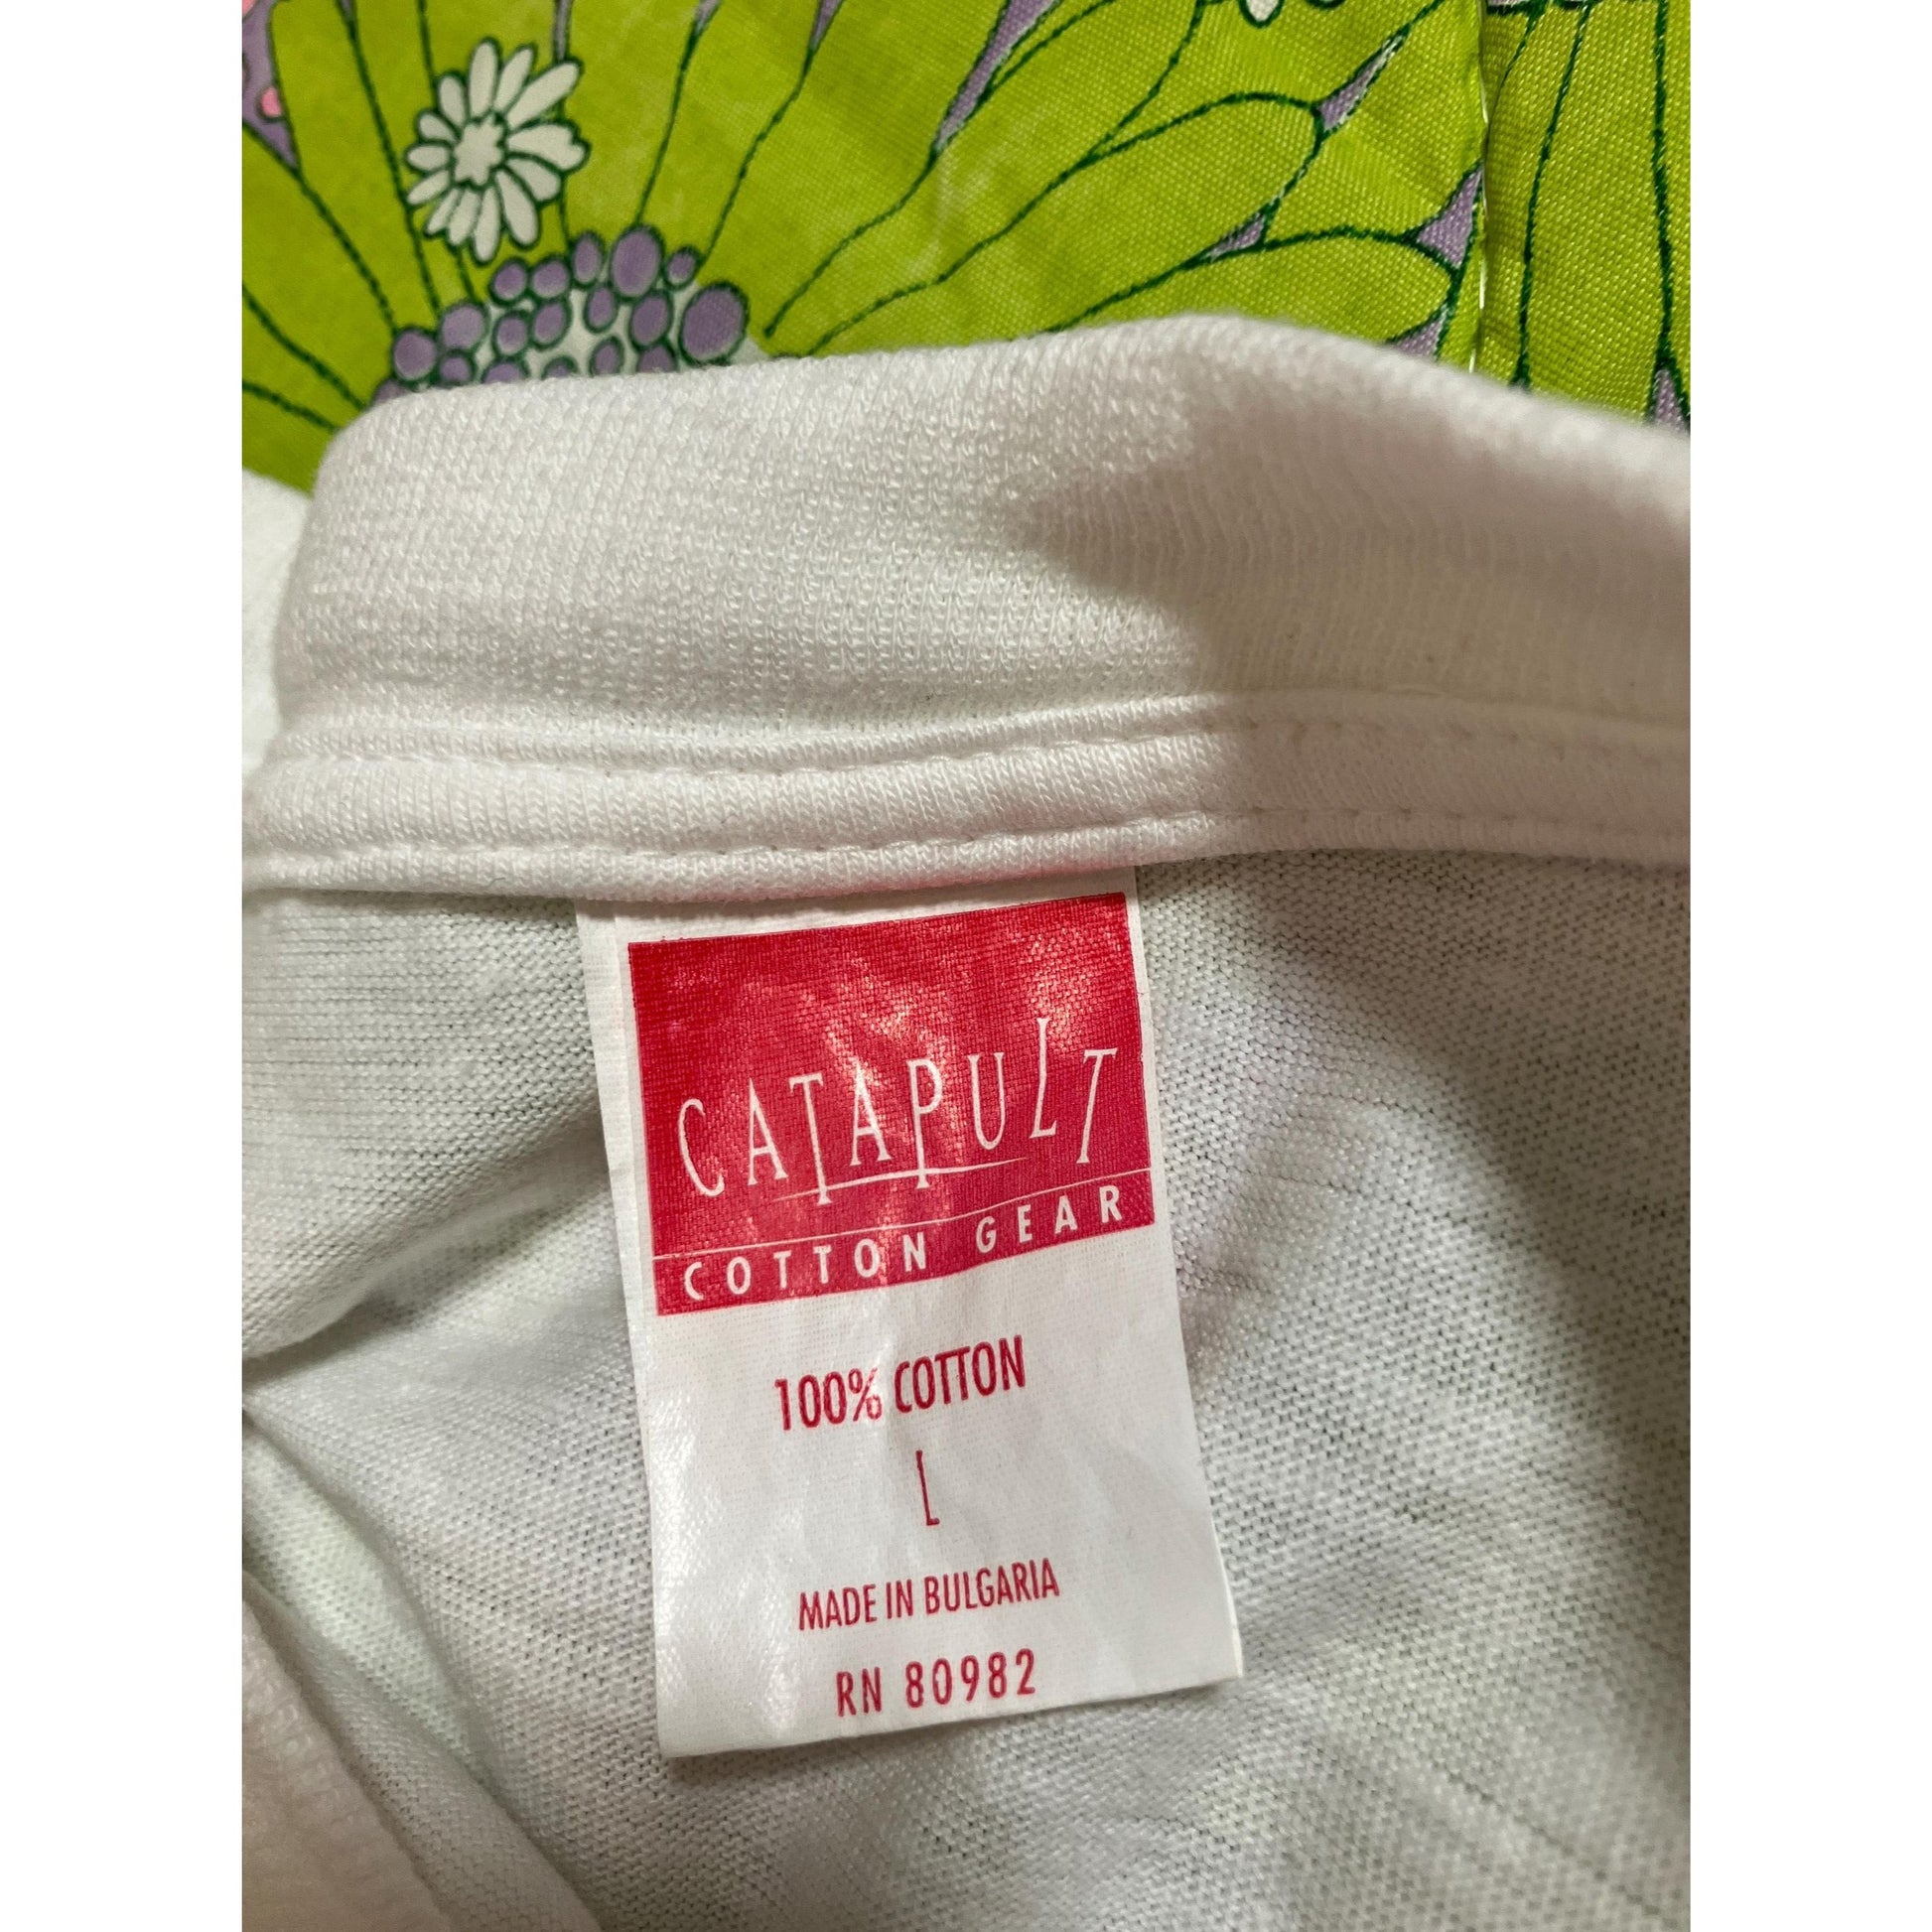 CATAPULT
COTTON GEAR
100% COTTON
L
MADE IN BULGARIA
RN 80982